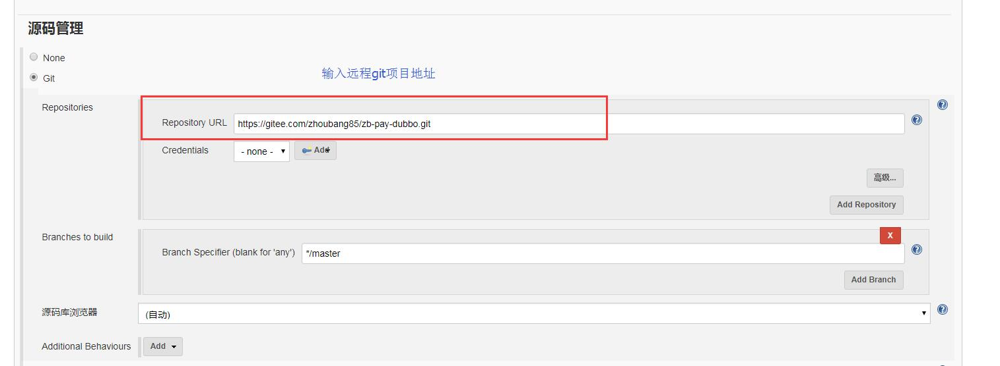 源码管理
None
Git
输入远程git项目地址
Repositories
Repository URL https://gitee.com/zhoubang85/zb-pay-dubbo.git
Credentials - none - Add
高级...
Add Repository
Branches to build
X
Branch Specifier (blank for 'any') */master
Add Branch
源码库浏览器 (自动)
Additional Behaviours Add